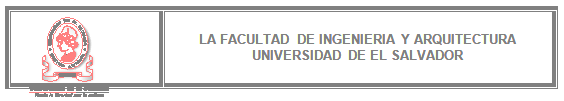 LA FACULTAD DE INGENIERIA Y ARQUITECTURA
UNIVERSIDAD DE EL SALVADOR